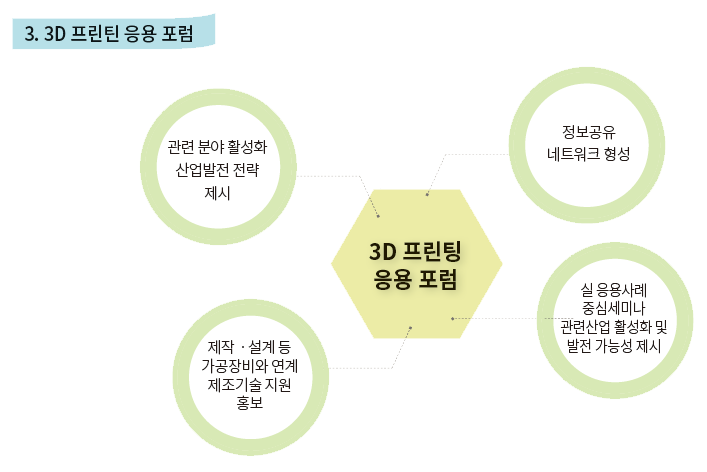 3. 3D 프린틴 응용 포럼
관련 분야 활성화
산업발전 전략
제시
정보공유
네트워크 형성
3D 프린팅
응용 포럼
제작 ·설계 등
가공장비와 연계
제조기술 지원
홍보
실 응용사례
중심세미나
관련산업 활성화 및
발전 가능성 제시